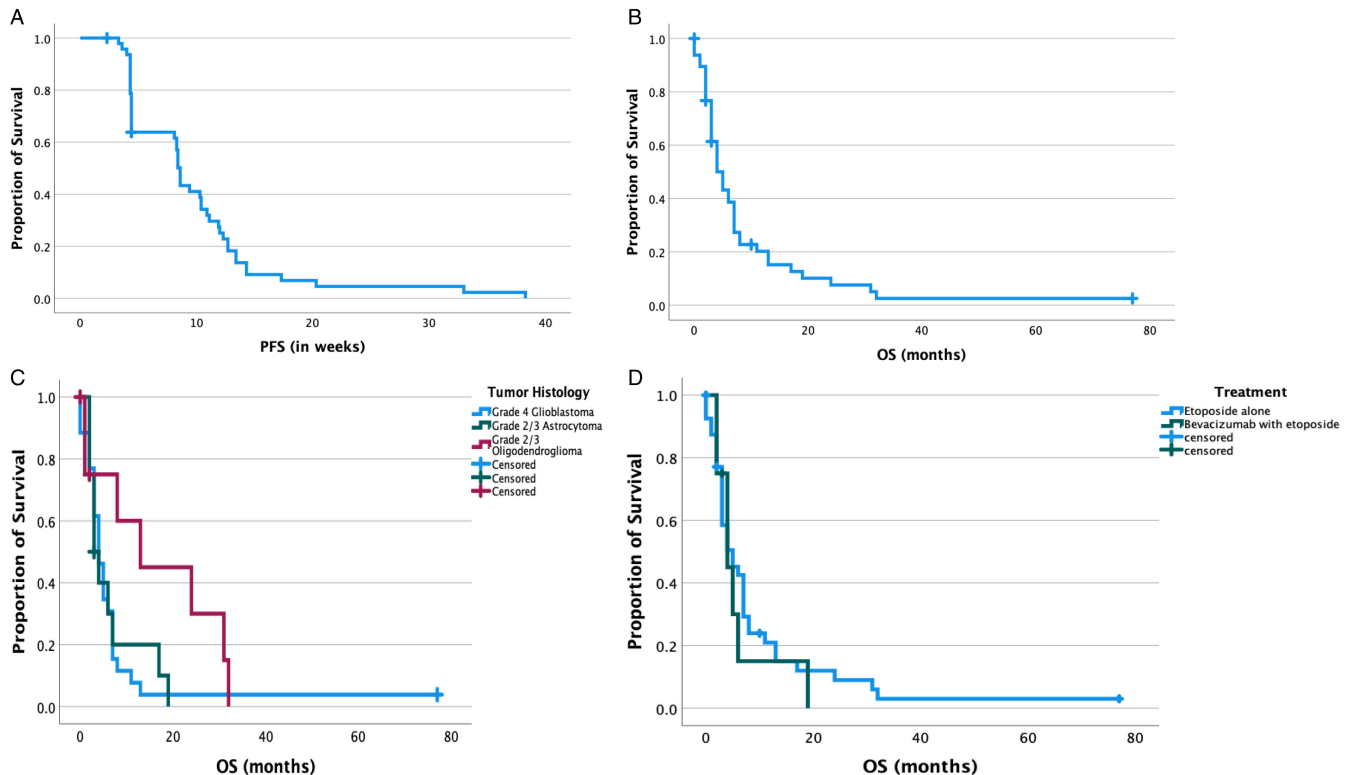 A
1.0
0.8
0.6
0.4
0.2
0.0
Proportion of Survival
0 10 20 30 40
PFS (in weeks)
B
1.0
0.8
0.6
0.4
0.2
0.0
Proportion of Survival
0 20 40 60 80
OS (months)
C
1.0
0.8
0.6
0.4
0.2
0.0
Proportion of Survival
0 20 40 60 80
OS (months)
Tumor Histology
Grade 4 Glioblastoma
Grade 2/3 Astrocytoma
Grade 2/3
Oligodendroglioma
Censored
Censored
Censored
D
1.0
0.8
0.6
0.4
0.2
0.0
Proportion of Survival
0 20 40 60 80
OS (months)
Treatment
Etoposide alone
Bevacizumab with etoposide
censored
censored